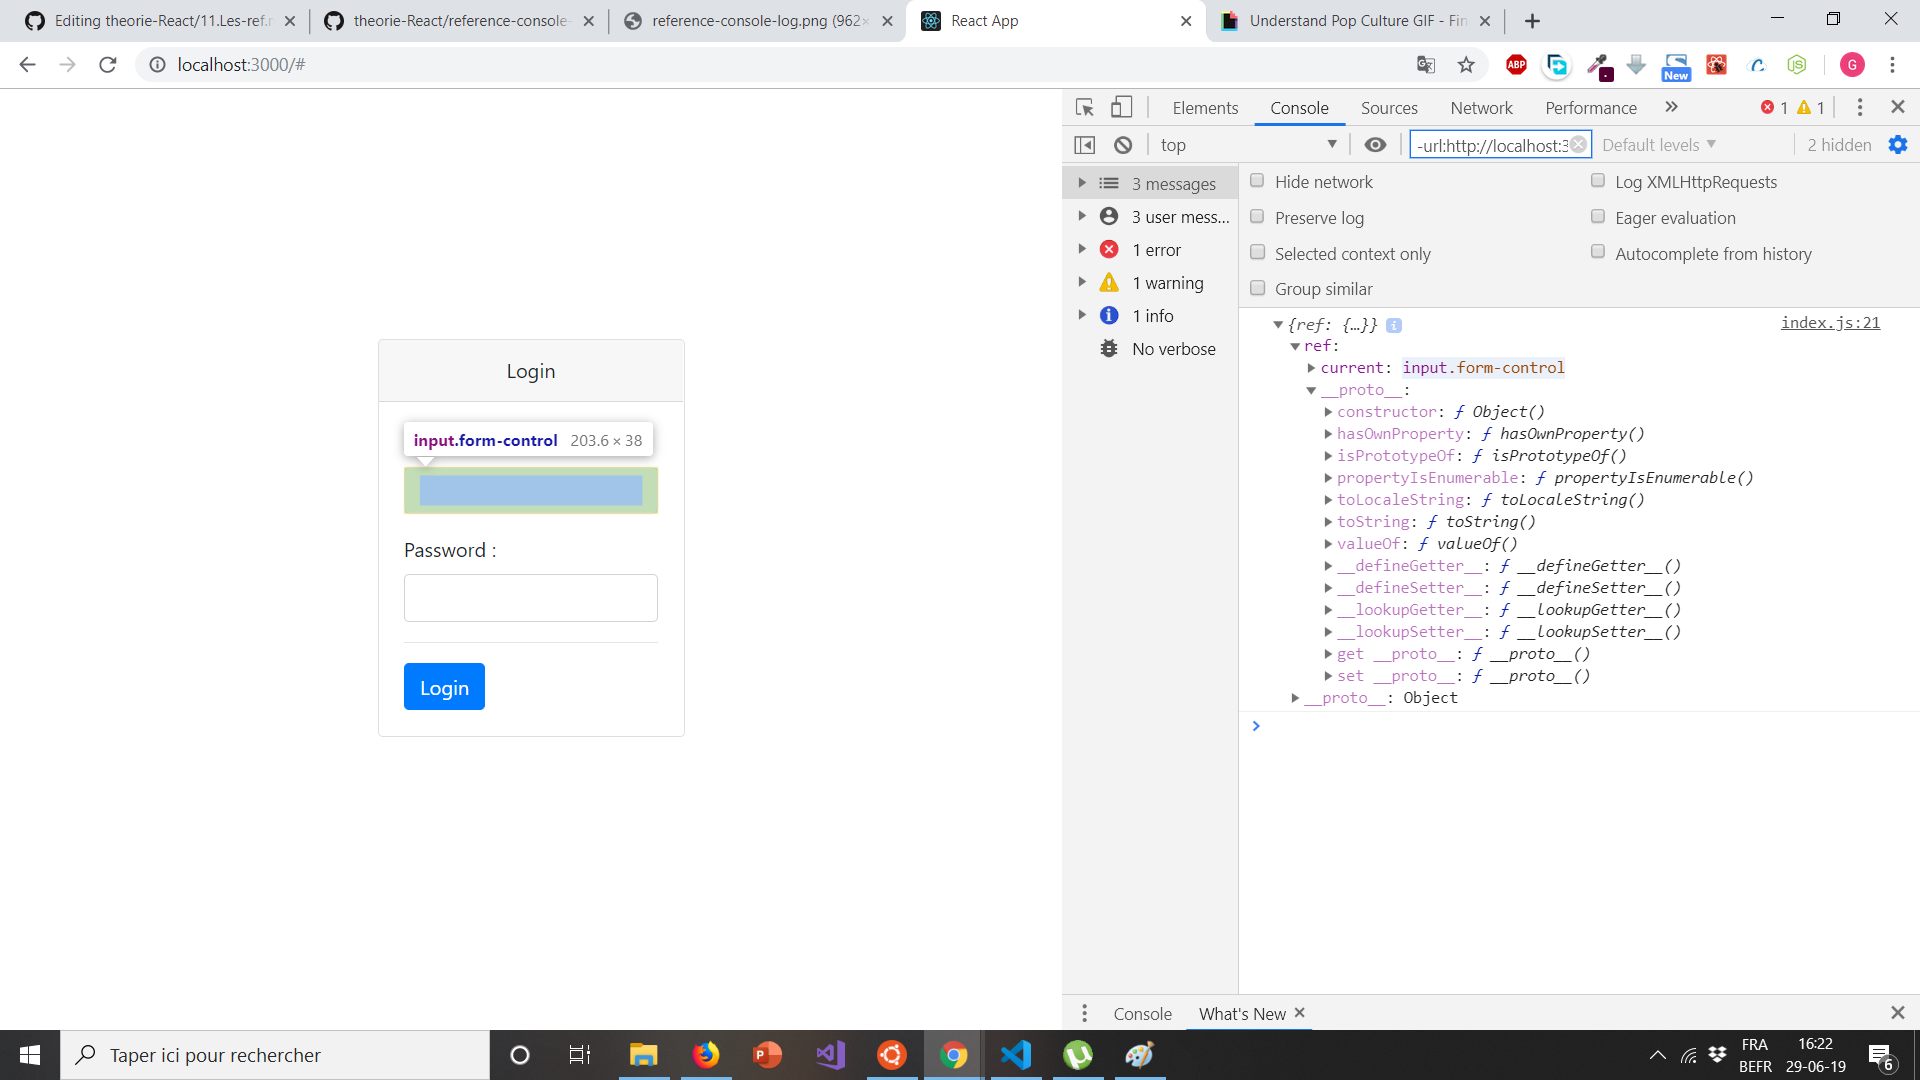 Editing theorie-React/11.Les-ref.m
theorie-React/reference-console-
reference-console-log.png (962×
React App
Understand Pop Culture GIF - Fin
localhost:3000/#
ABP
New
G
Elements
Console
Sources
Network
Performance
1
1
top
-url:http://localhost:3
Default levels
2 hidden
3 messages
3 user mess...
1 error
1 warning
1 info
No verbose
Hide network
Log XMLHttpRequests
Preserve log
Eager evaluation
Selected context only
Autocomplete from history
Group similar
{ref: {…}}
index.js:21
ref:
current: input.form-control
__proto__:
constructor: ƒ Object()
hasOwnProperty: ƒ hasOwnProperty()
isPrototypeOf: ƒ isPrototypeOf()
propertyIsEnumerable: ƒ propertyIsEnumerable()
toLocaleString: ƒ toLocaleString()
toString: ƒ toString()
valueOf: ƒ valueOf()
__defineGetter__: ƒ __defineGetter__()
__defineSetter__: ƒ __defineSetter__()
__lookupGetter__: ƒ __lookupGetter__()
__lookupSetter__: ƒ __lookupSetter__()
get __proto__: ƒ __proto__()
set __proto__: ƒ __proto__()
__proto__: Object
Login
input.form-control 203.6 × 38
Password :
Login
Console
What's New
Taper ici pour rechercher
FRA
BEFR
16:22
29-06-19
6